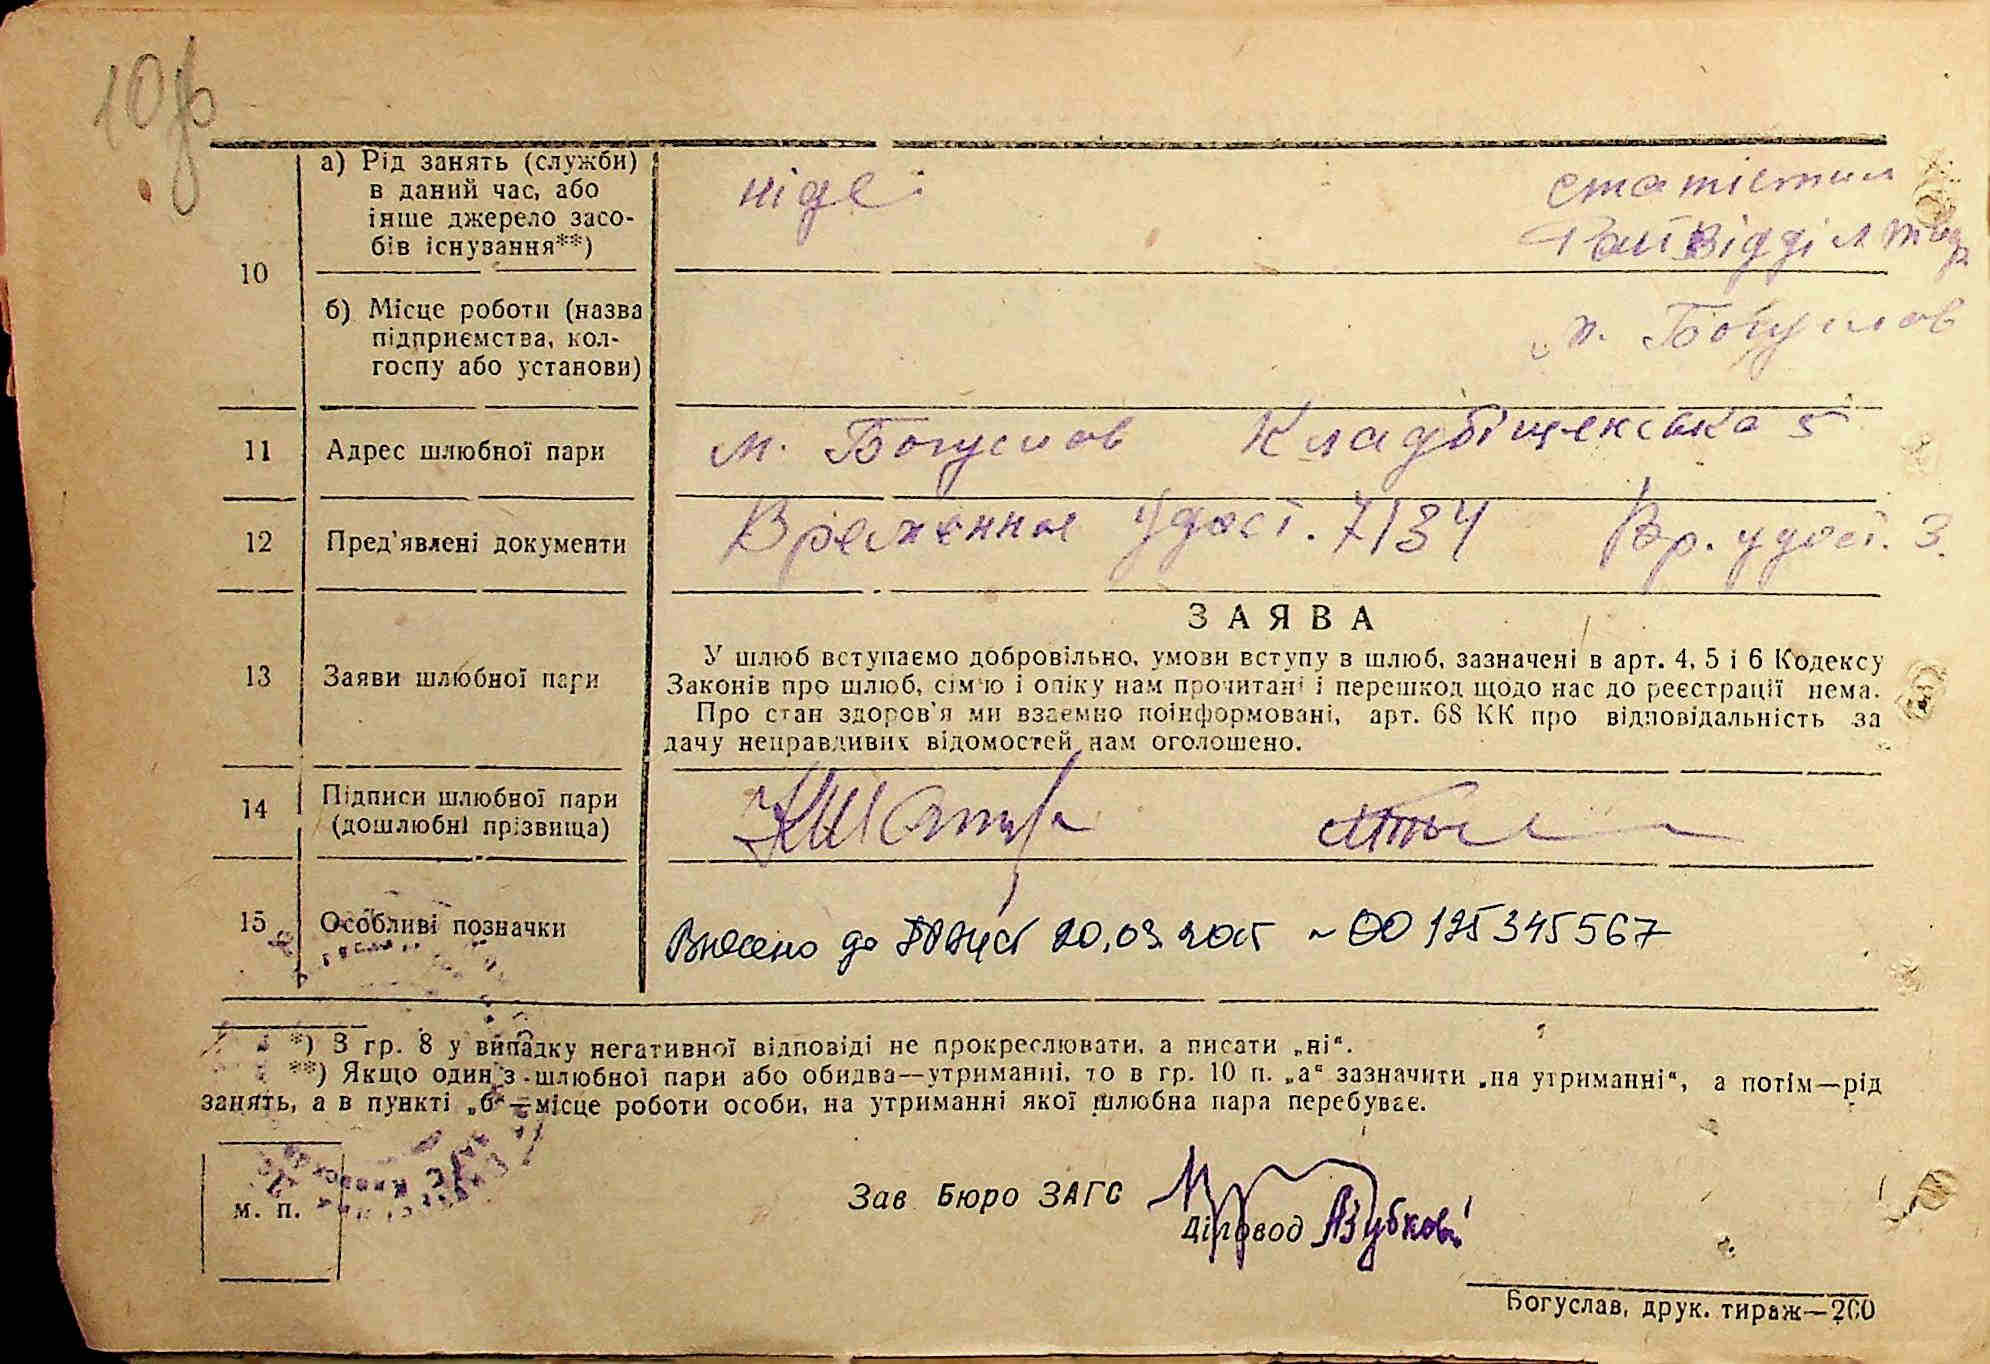 10
а) Рід занять (служби)
в даний час, або
інше джерело засо-
бів існування**)
ніде
статистик
Райвідділ
10
б) Місце роботи (назва
підприємства, кол-
госпу або установи)
м. Богуслав
11 Адрес шлюбної пари м. Богуслав Кладбіщенська 5
12 Пред'явлені документи Временне Удост. 7134 Вр. удост. 3.
ЗАЯВА
13 Заяви шлюбної пари
У шлюб вступаємо добровільно, умови вступу в шлюб, зазначені в арт. 4, 5 і 6 Кодексу
Законів про шлюб, сім'ю і опіку нам прочитані і перешкод щодо нас до реєстрації нема.
Про стан здоров'я ми взаємно поінформовані, арт. 68 КК про відповідальність за
дачу неправдивих відомостей нам оголошено.
14 Підписи шлюбної пари
(дошлюбні прізвища)
15 Особливі позначки Внесено до 20.03.2015 00125345567
*) З гр. 8 у випадку негативної відповіді не прокреслювати, а писати „ні“.
**) Якщо один з шлюбної пари або обидва—утриманні, то в гр. 10 п. „а“ зазначити „на утриманні“, а потім—рід
занять, а в пункті „б“—місце роботи особи, на утриманні якої шлюбна пара перебуває.
м. п.
Зав Бюро ЗАГС
Діловод
Богуслав, друк. тираж—200